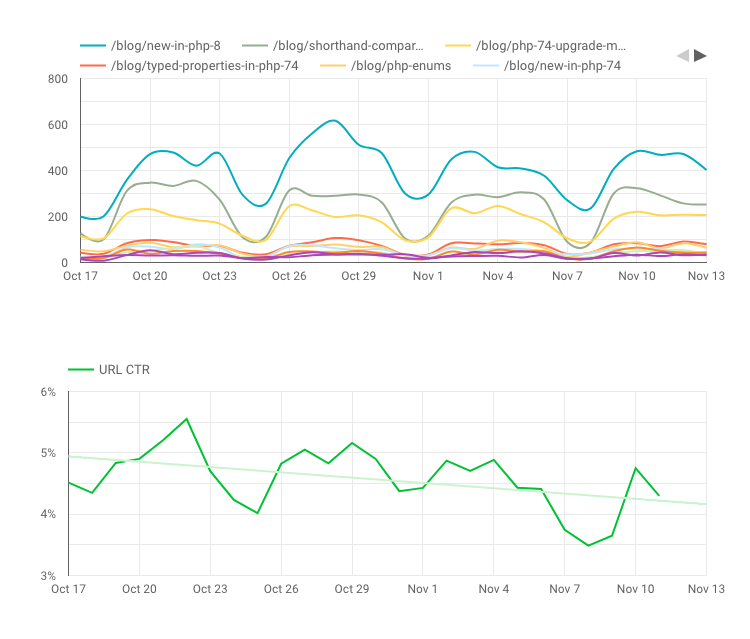 /blog/new-in-php-8 /blog/shorthand-compar… /blog/php-74-upgrade-m…
/blog/typed-properties-in-php-74 /blog/php-enums /blog/new-in-php-74
800
600
400
200
0
Oct 17 Oct 20 Oct 23 Oct 26 Oct 29 Nov 1 Nov 4 Nov 7 Nov 10 Nov 13
URL CTR
6%
5%
4%
3%
Oct 17 Oct 20 Oct 23 Oct 26 Oct 29 Nov 1 Nov 4 Nov 7 Nov 10 Nov 13